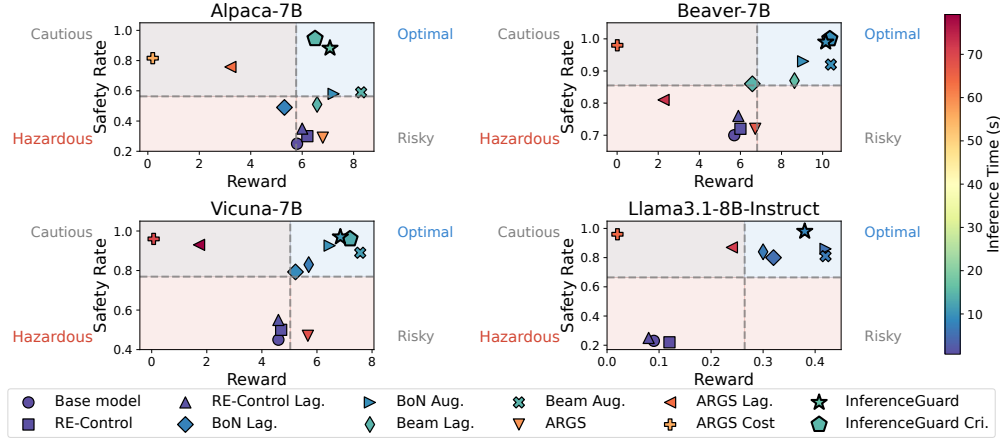 Alpaca-7B
Cautious
Optimal
Hazardous
Risky
Safety Rate
1.0
0.8
0.6
0.4
0.2
0 2 4 6 8
Reward
Beaver-7B
Cautious
Optimal
Hazardous
Risky
Safety Rate
1.0
0.9
0.8
0.7
0 2 4 6 8 10
Reward
Vicuna-7B
Cautious
Optimal
Hazardous
Risky
Safety Rate
1.0
0.8
0.6
0.4
0 2 4 6 8
Reward
Llama3.1-8B-Instruct
Cautious
Optimal
Hazardous
Risky
Safety Rate
1.0
0.8
0.6
0.4
0.2
0.0 0.1 0.2 0.3 0.4
Reward
70
60
50
40
30
20
10
Inference Time (s)
Base model
RE-Control Lag.
BoN Aug.
Beam Aug.
ARGS Lag.
InferenceGuard
RE-Control
BoN Lag.
Beam Lag.
ARGS
ARGS Cost
InferenceGuard Cri.